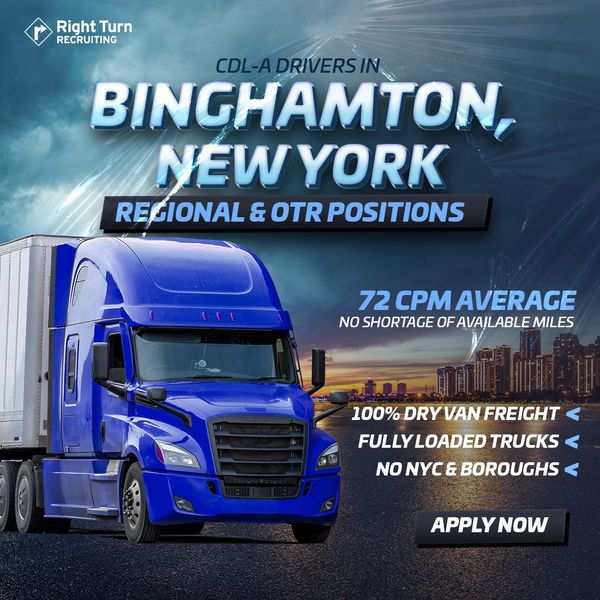 Right Turn
RECRUITING
CDL-A DRIVERS IN
BINGHAMTON,
NEW YORK
REGIONAL & OTR POSITIONS
72 CPM AVERAGE
NO SHORTAGE OF AVAILABLE MILES
100% DRY VAN FREIGHT <
FULLY LOADED TRUCKS <
NO NYC & BOROUGHS <
APPLY NOW